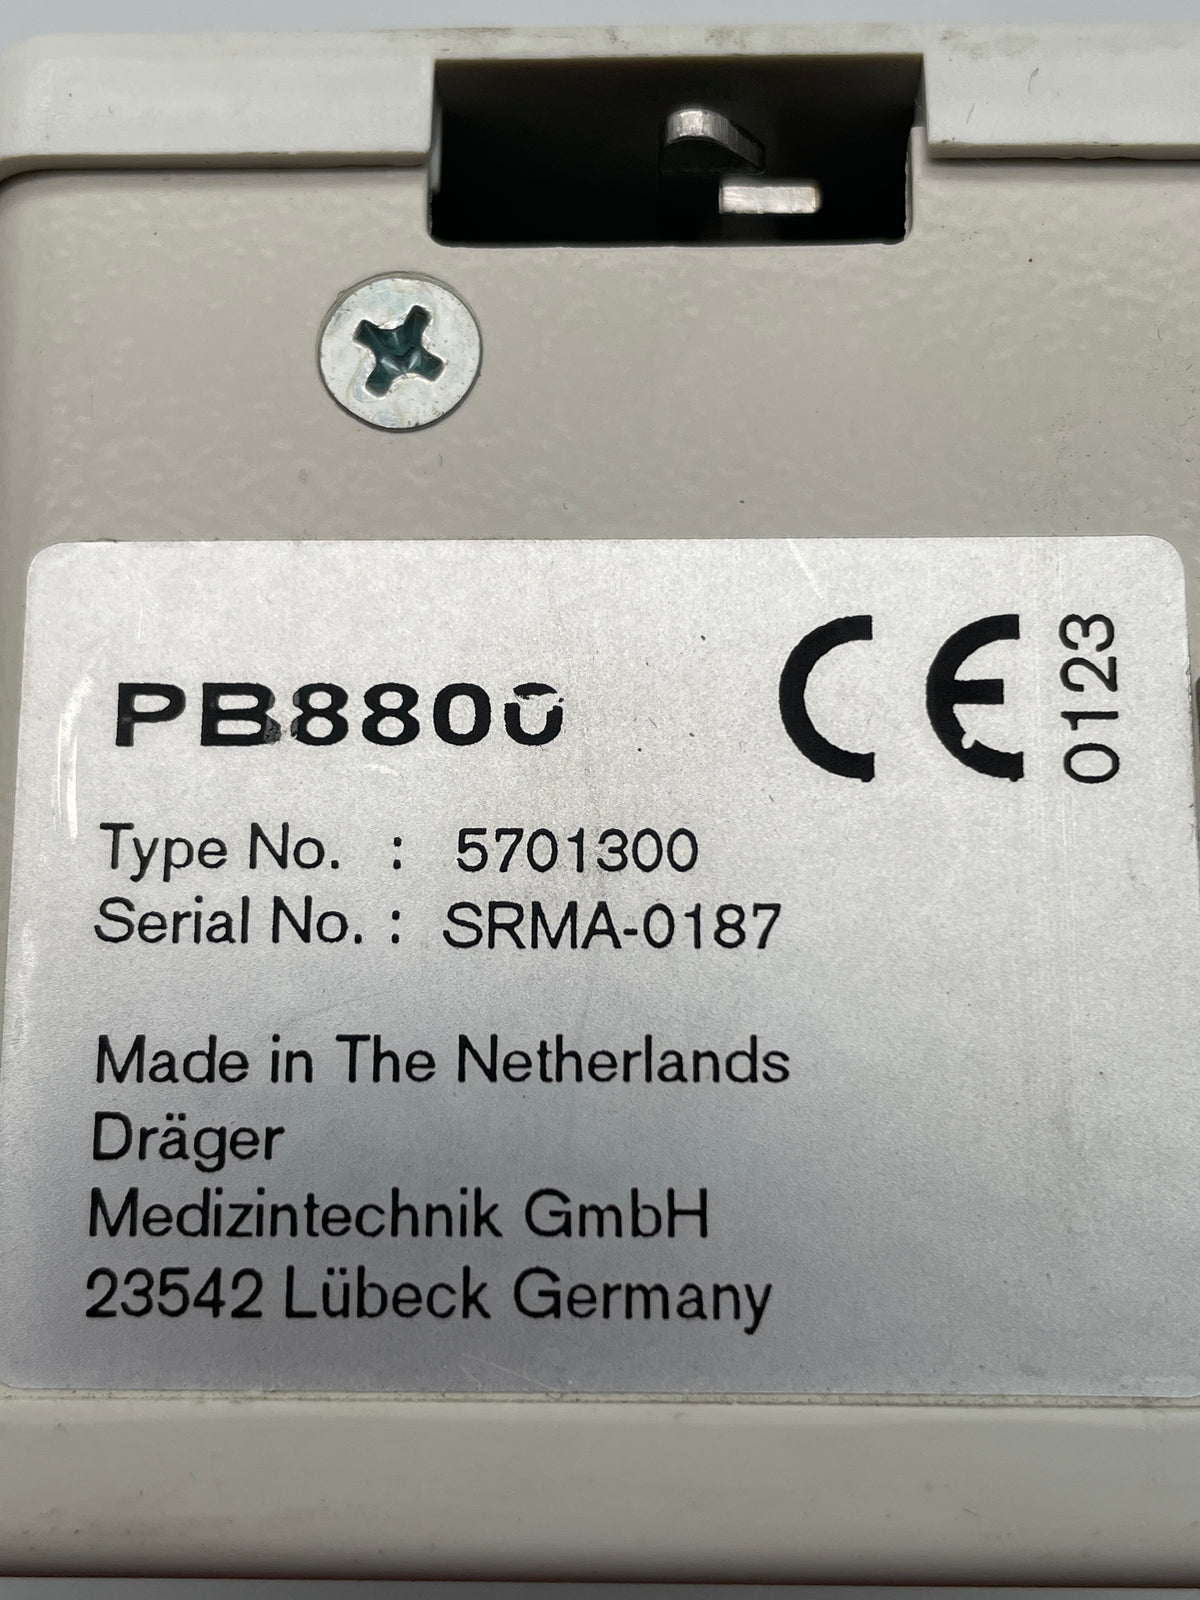 PB8800
CE 0123
Type No. : 5701300
Serial No. : SRMA-0187
Made in The Netherlands
Dräger
Medizintechnik GmbH
23542 Lübeck Germany